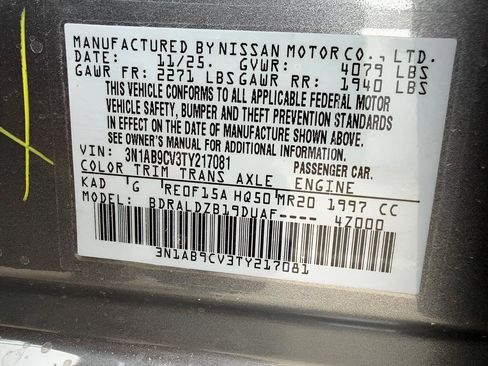 MANUFACTURED BY NISSAN MOTOR CO., LTD.
DATE: 11/25. GVWR: 4079 LBS
GAWR FR: 2271 LBS GAWR RR: 1940 LBS
THIS VEHICLE CONFORMS TO ALL APPLICABLE FEDERAL MOTOR
VEHICLE SAFETY, BUMPER AND THEFT PREVENTION STANDARDS
IN EFFECT ON THE DATE OF MANUFACTURE SHOWN ABOVE.
SEE OWNER'S MANUAL FOR ADDITIONAL INFORMATION.
VIN: 3N1AB9CV3TY217081 PASSENGER CAR.
COLOR TRIM TRANS AXLE ENGINE
KAD G RE0F15A HQ50 MR20 1997 CC
MODEL: BDRALDZB19DUAF---- 4Z000
3N1AB9CV3TY217081